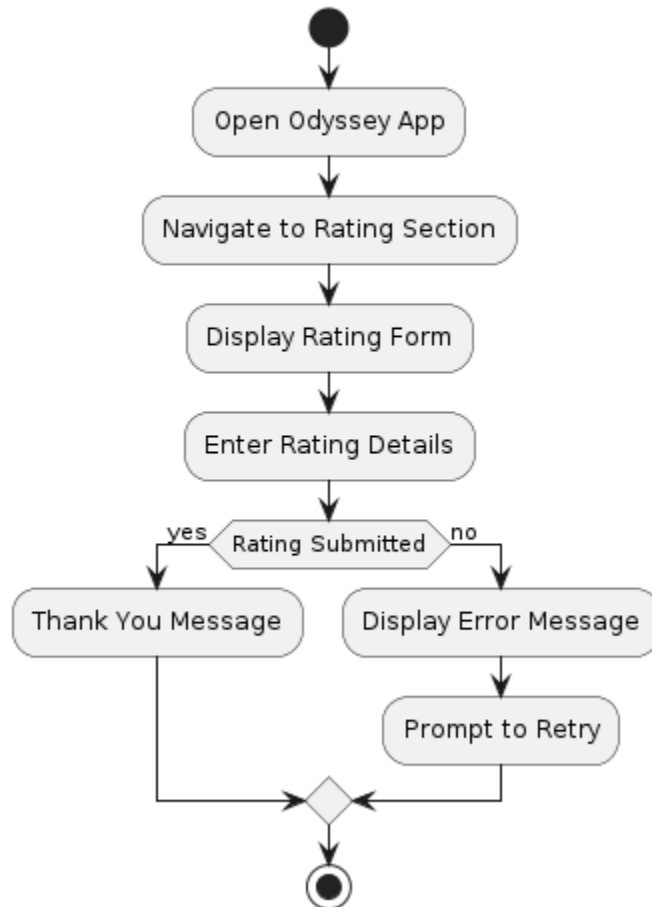 Open Odyssey App
Navigate to Rating Section
Display Rating Form
Enter Rating Details
yes
Rating Submitted
no
Thank You Message
Display Error Message
Prompt to Retry